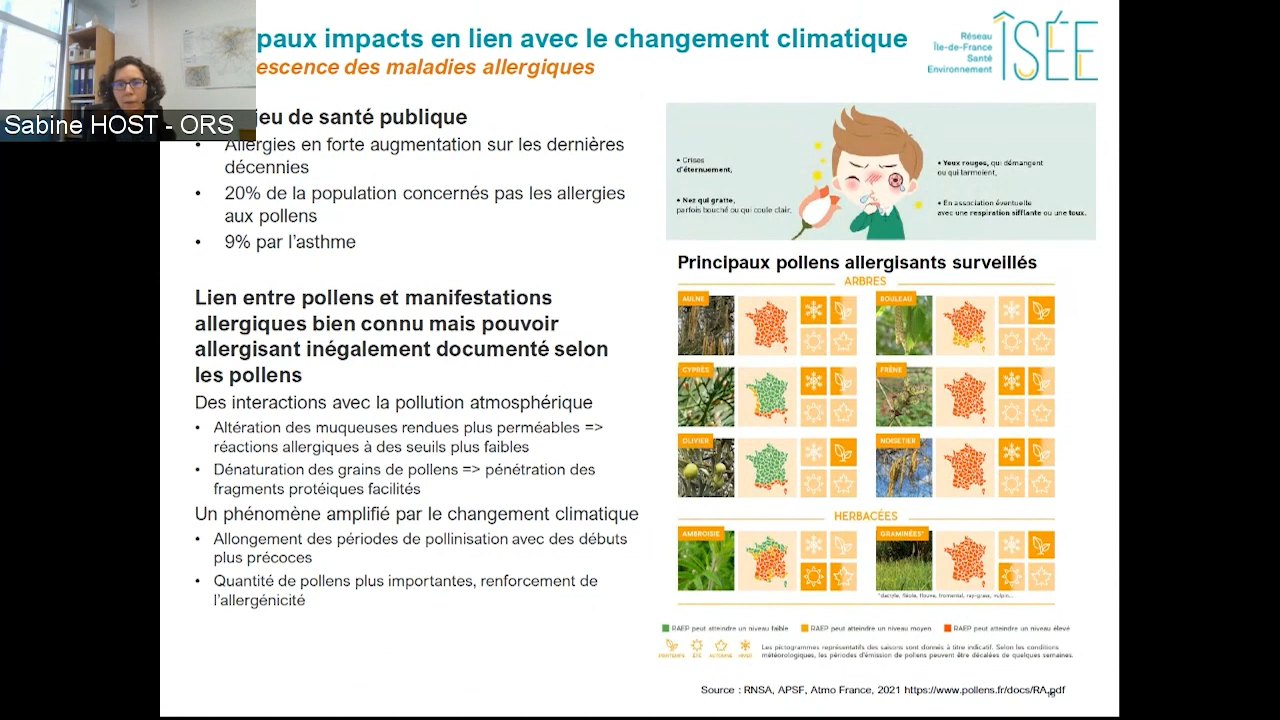 Sabine HOST - ORS
paux impacts en lien avec le changement climatique
escence des maladies allergiques
Réseau
Île-de-France
Santé
Environnement
ÎSÉE
jeu de santé publique
• Allergies en forte augmentation sur les dernières
décennies
• 20% de la population concernés pas les allergies
aux pollens
• 9% par l'asthme
Lien entre pollens et manifestations
allergiques bien connu mais pouvoir
allergisant inégalement documenté selon
les pollens
Des interactions avec la pollution atmosphérique
• Altération des muqueuses rendues plus perméables =>
réactions allergiques à des seuils plus faibles
• Dénaturation des grains de pollens => pénétration des
fragments protéiques facilités
Un phénomène amplifié par le changement climatique
• Allongement des périodes de pollinisation avec des débuts
plus précoces
• Quantité de pollens plus importantes, renforcement de
l'allergénicité
• Crises
d'éternuement,
• Nez qui gratte,
parfois bouché ou qui coule clair,
• Yeux rouges, qui démangent
ou qui larmoient,
• En association éventuelle
avec une respiration sifflante ou une toux.
Principaux pollens allergisants surveillés
ARBRES
AULNE
BOULEAU
CYPRÈS
FRÊNE
OLIVIER
NOISETIER
HERBACÉES
AMBROISIE
GRAMINÉES*
*dactyle, fléole, flouve, fromental, ray-grass, vulpin...
RAEP peut atteindre un niveau faible
RAEP peut atteindre un niveau moyen
RAEP peut atteindre un niveau élevé
PRINTEMPS ÉTÉ AUTOMNE HIVER
Les pictogrammes représentatifs des saisons sont donnés à titre indicatif. Selon les conditions
météorologiques, les périodes d'émission de pollens peuvent être décalées de quelques semaines.
Source : RNSA, APSF, Atmo France, 2021 https://www.pollens.fr/docs/RA.pdf